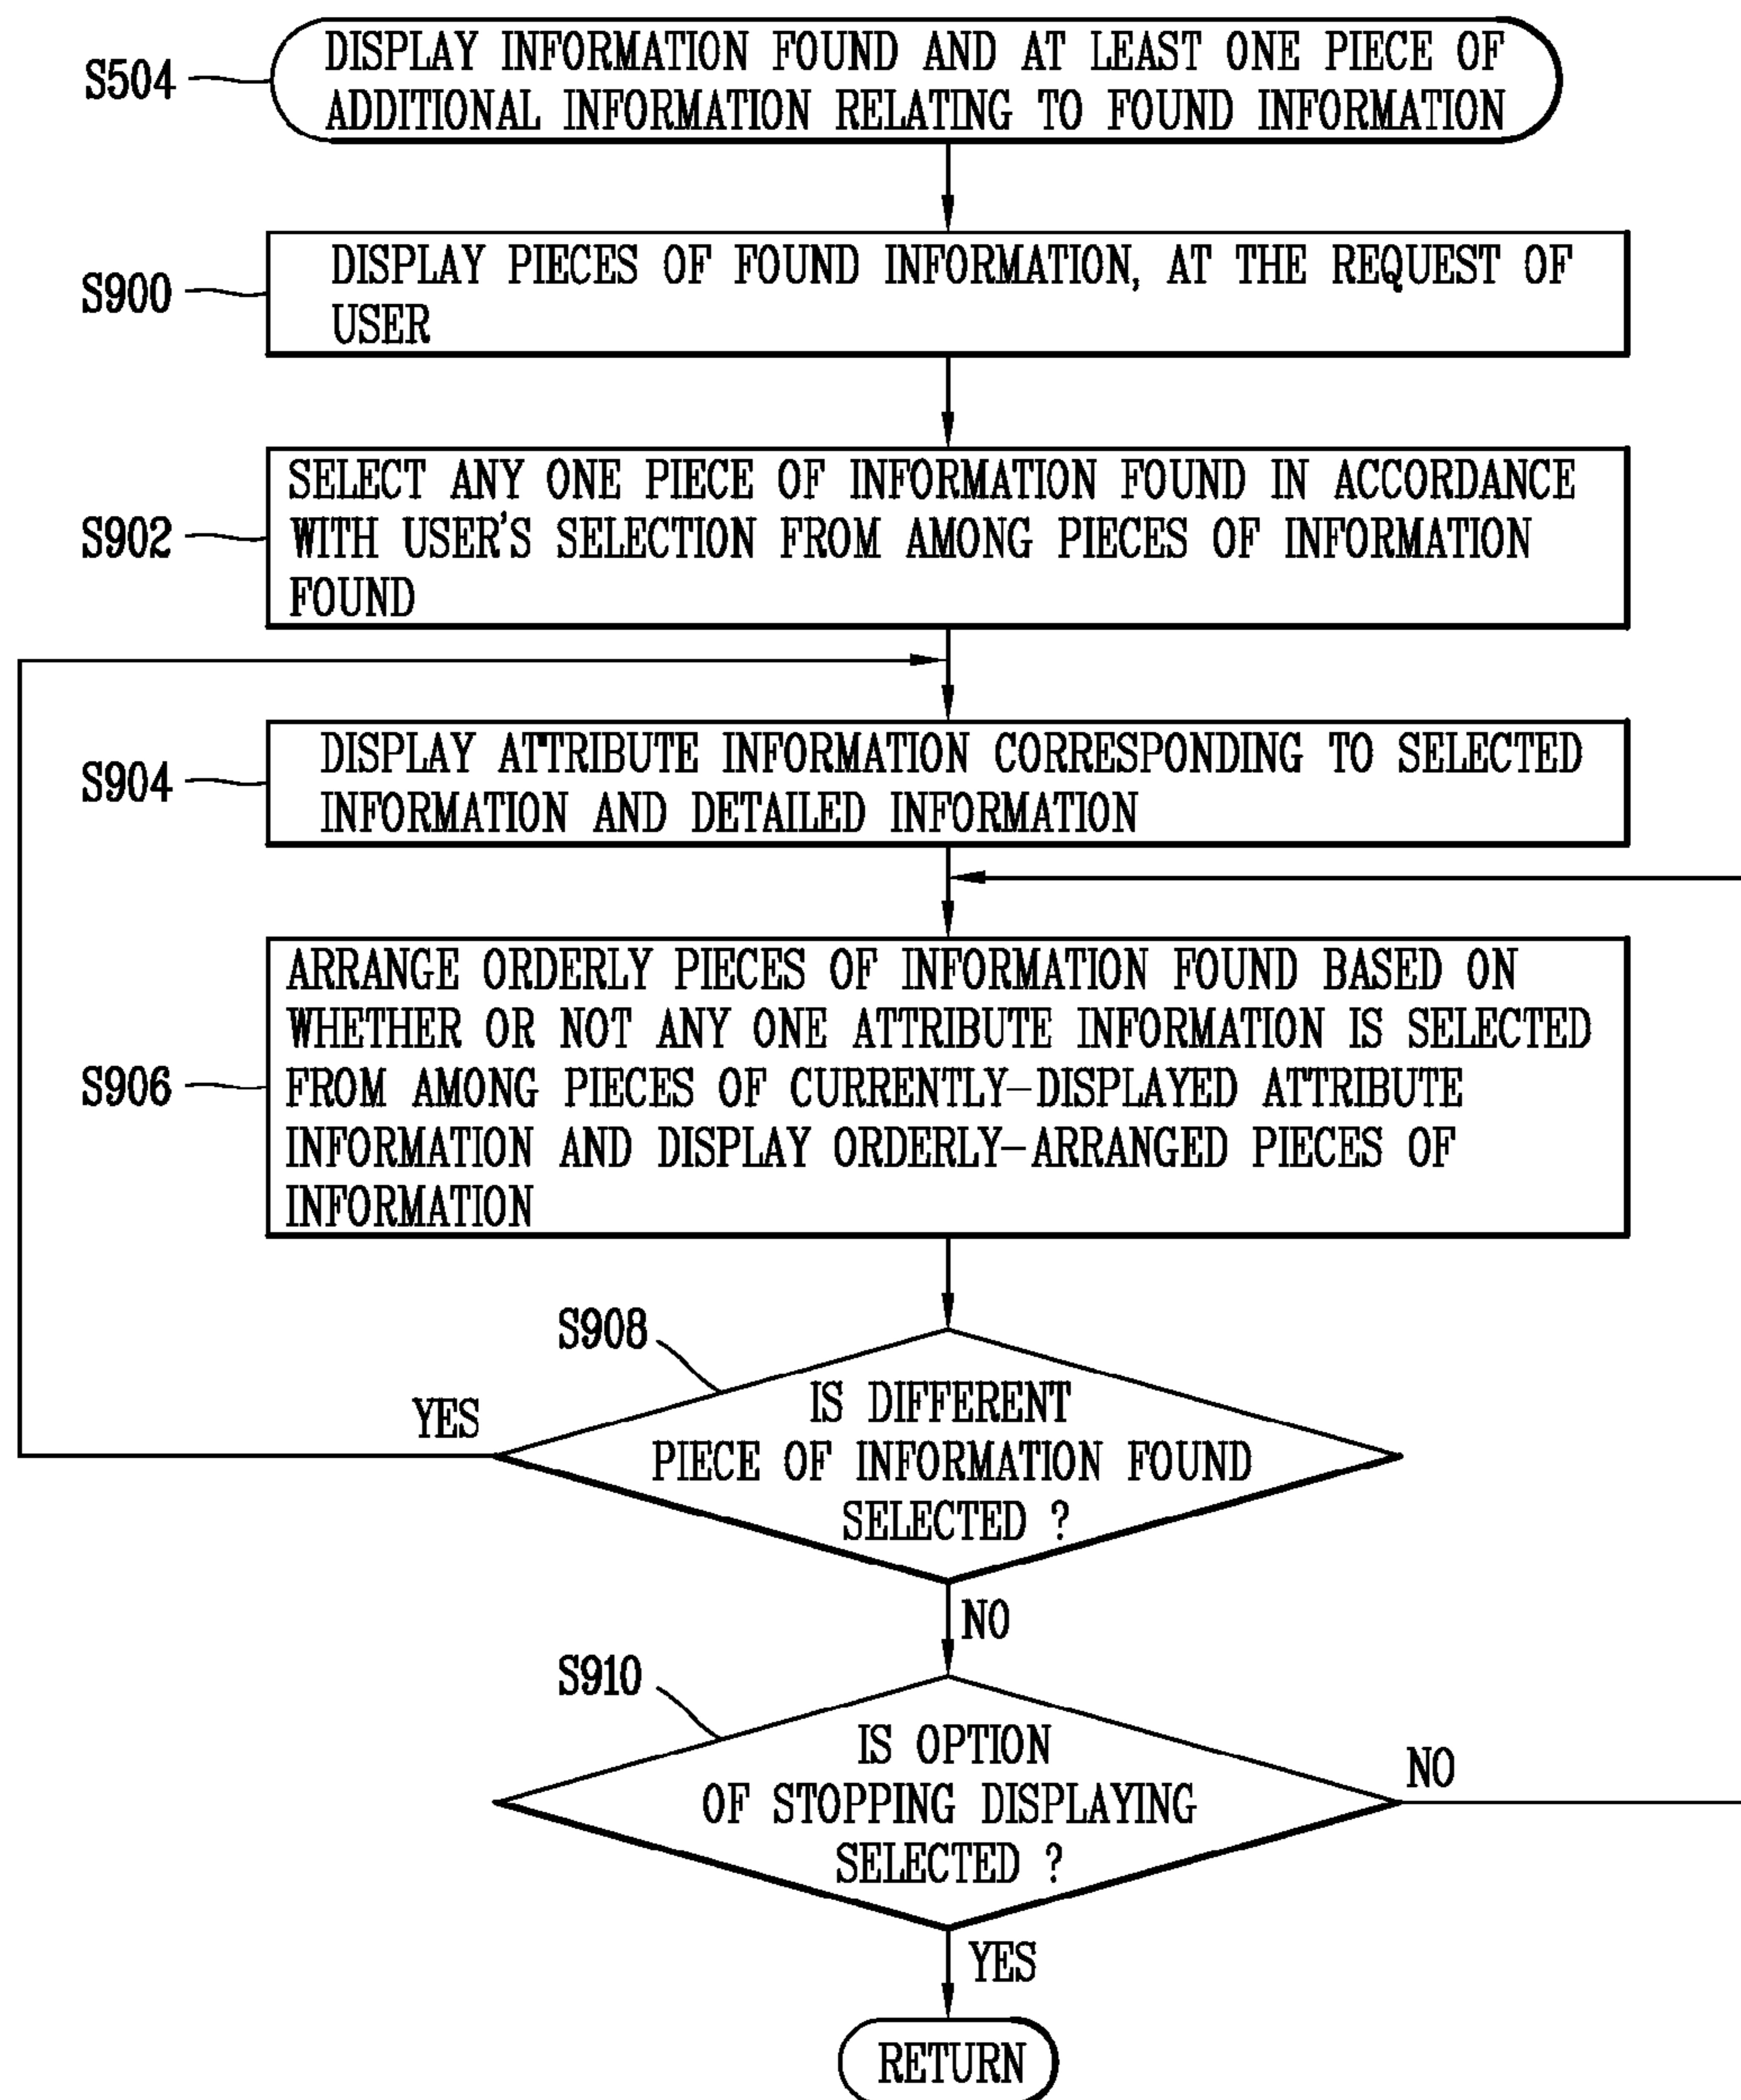 S504
DISPLAY INFORMATION FOUND AND AT LEAST ONE PIECE OF
ADDITIONAL INFORMATION RELATING TO FOUND INFORMATION
S900
DISPLAY PIECES OF FOUND INFORMATION, AT THE REQUEST OF
USER
S902
SELECT ANY ONE PIECE OF INFORMATION FOUND IN ACCORDANCE
WITH USER'S SELECTION FROM AMONG PIECES OF INFORMATION
FOUND
S904
DISPLAY ATTRIBUTE INFORMATION CORRESPONDING TO SELECTED
INFORMATION AND DETAILED INFORMATION
S906
ARRANGE ORDERLY PIECES OF INFORMATION FOUND BASED ON
WHETHER OR NOT ANY ONE ATTRIBUTE INFORMATION IS SELECTED
FROM AMONG PIECES OF CURRENTLY-DISPLAYED ATTRIBUTE
INFORMATION AND DISPLAY ORDERLY-ARRANGED PIECES OF
INFORMATION
S908
IS DIFFERENT
PIECE OF INFORMATION FOUND
SELECTED ?
YES
NO
S910
IS OPTION
OF STOPPING DISPLAYING
SELECTED ?
NO
YES
RETURN